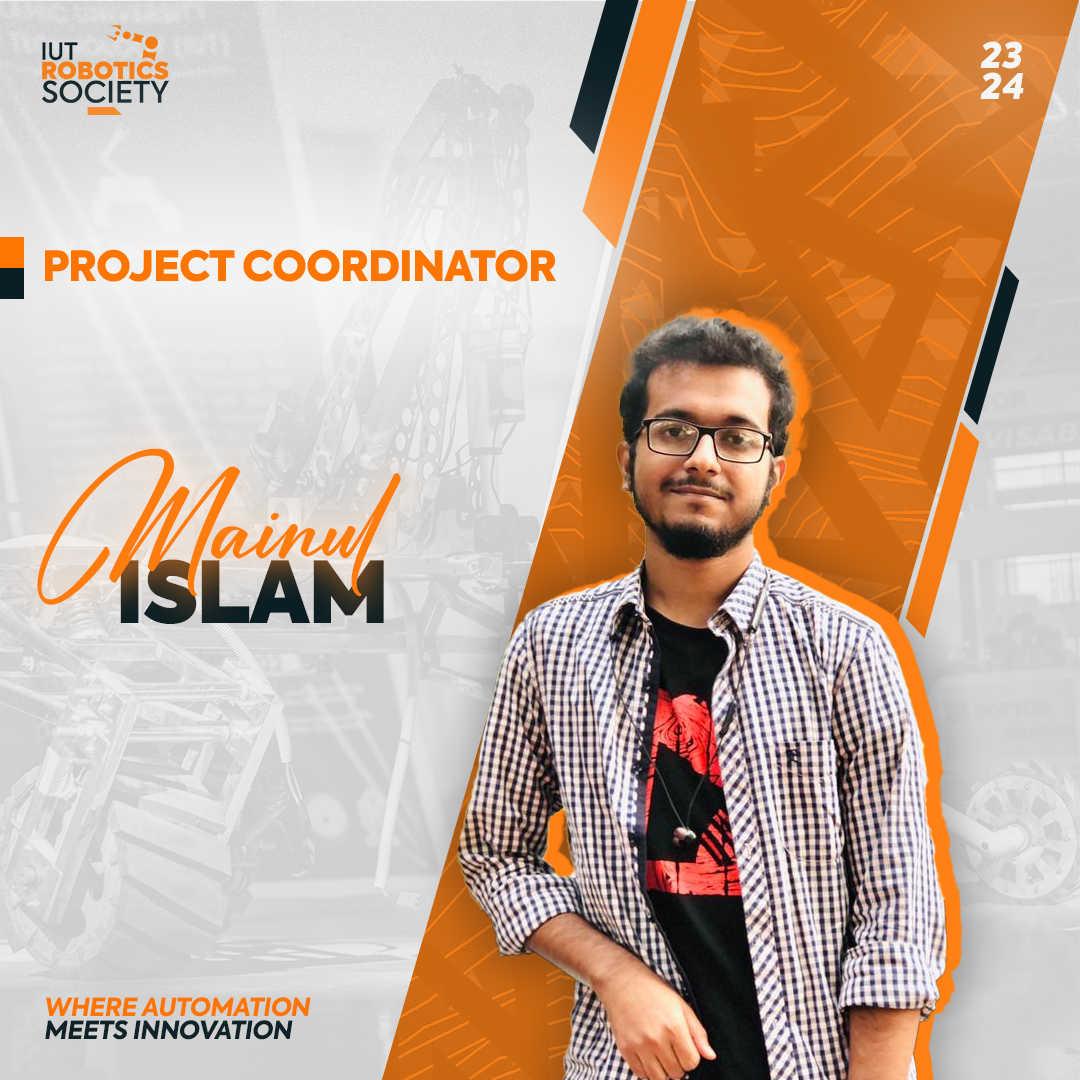 IUT
ROBOTICS
SOCIETY
23
24
PROJECT COORDINATOR
Mainul
ISLAM
WHERE AUTOMATION
MEETS INNOVATION